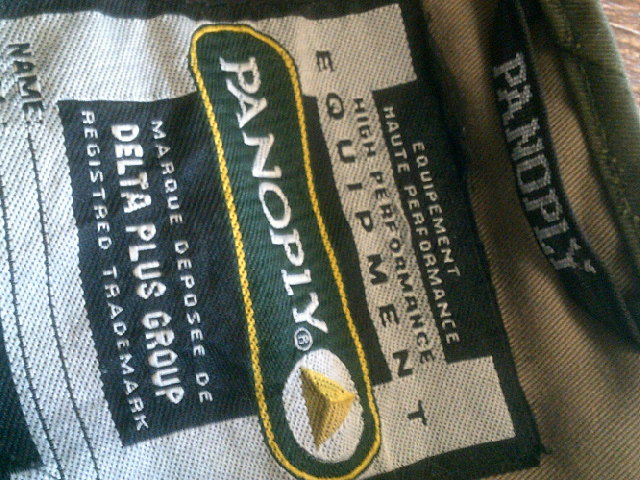 EQUIPEMENT
HAUTE PERFORMANCE
HIGH PERFORMANCE
EQUIPMENT
PANOPLY®
MARQUE DEPOSEE DE
DELTA PLUS GROUP
REGISTRED TRADEMARK
NAME
PANOPLY